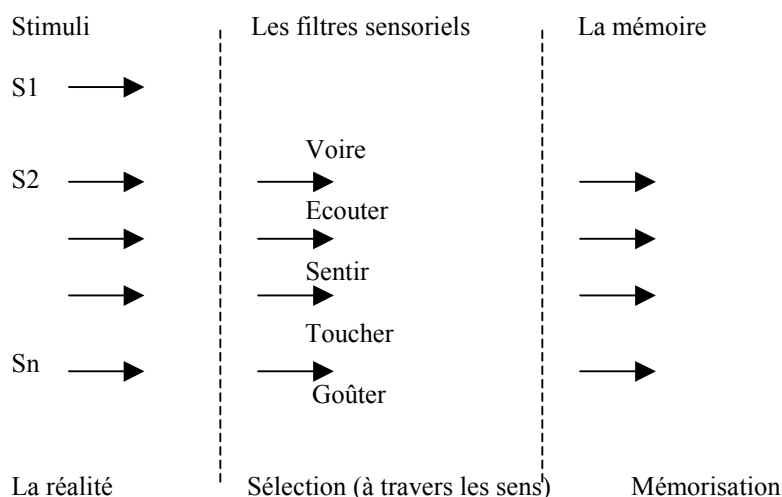 Stimuli Les filtres sensoriels La mémoire
S1
Voire
S2
Ecouter
Sentir
Toucher
Sn
Goûter
La réalité Sélection (à travers les sens) Mémorisation